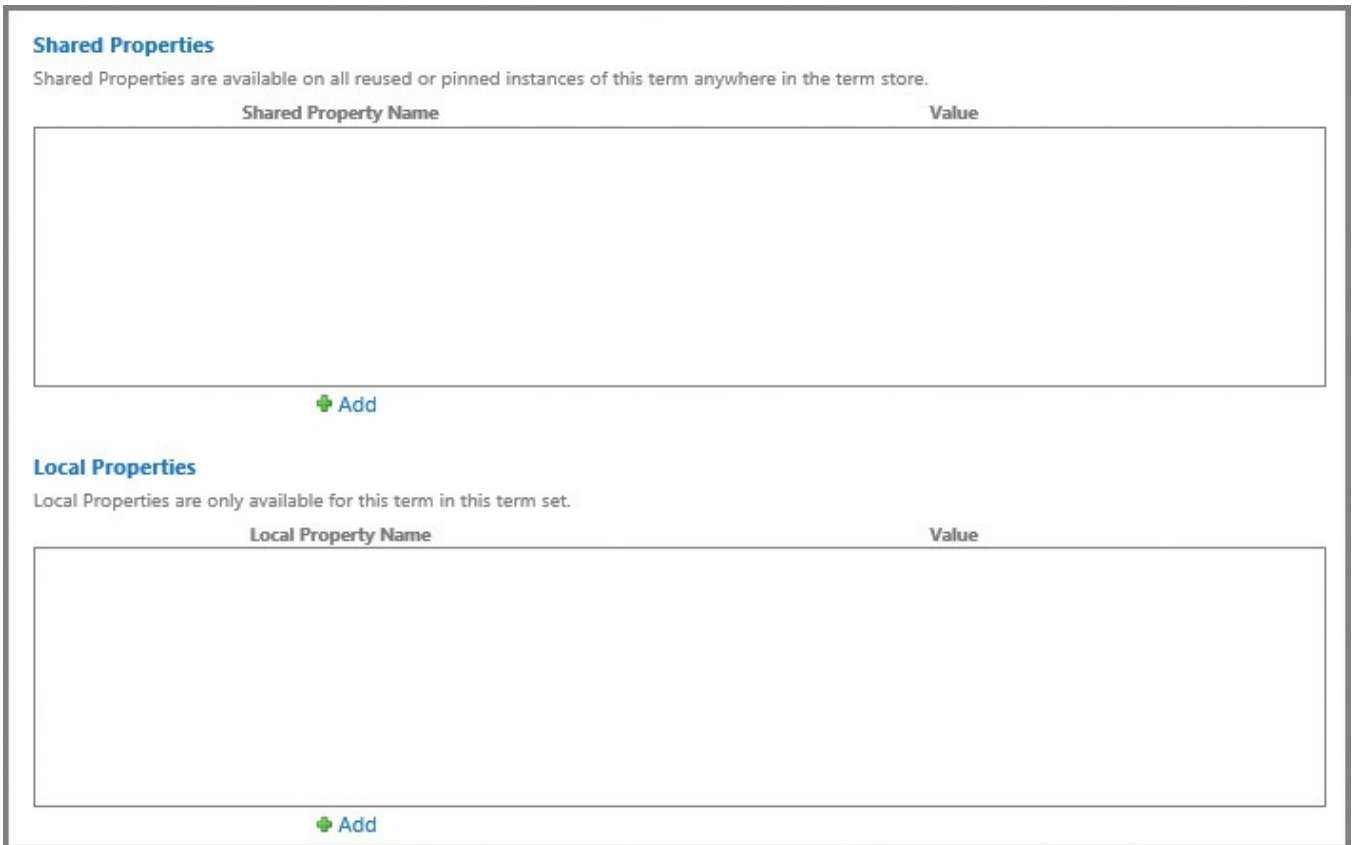 Shared Properties
Shared Properties are available on all reused or pinned instances of this term anywhere in the term store.
Shared Property Name Value
Add
Local Properties
Local Properties are only available for this term in this term set.
Local Property Name Value
Add